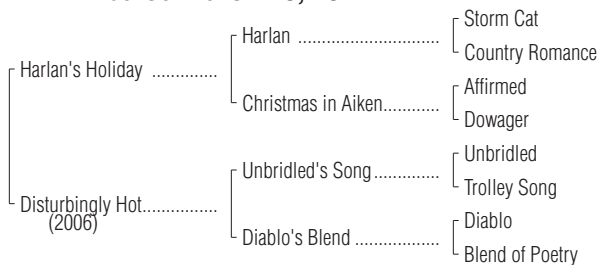 Storm Cat
Harlan ..............................
Country Romance
Harlan's Holiday ..............
Affirmed
Christmas in Aiken............
Dowager
Unbridled
Unbridled's Song..............
Trolley Song
Disturbingly Hot................
(2006)
Diablo
Diablo's Blend ..................
Blend of Poetry